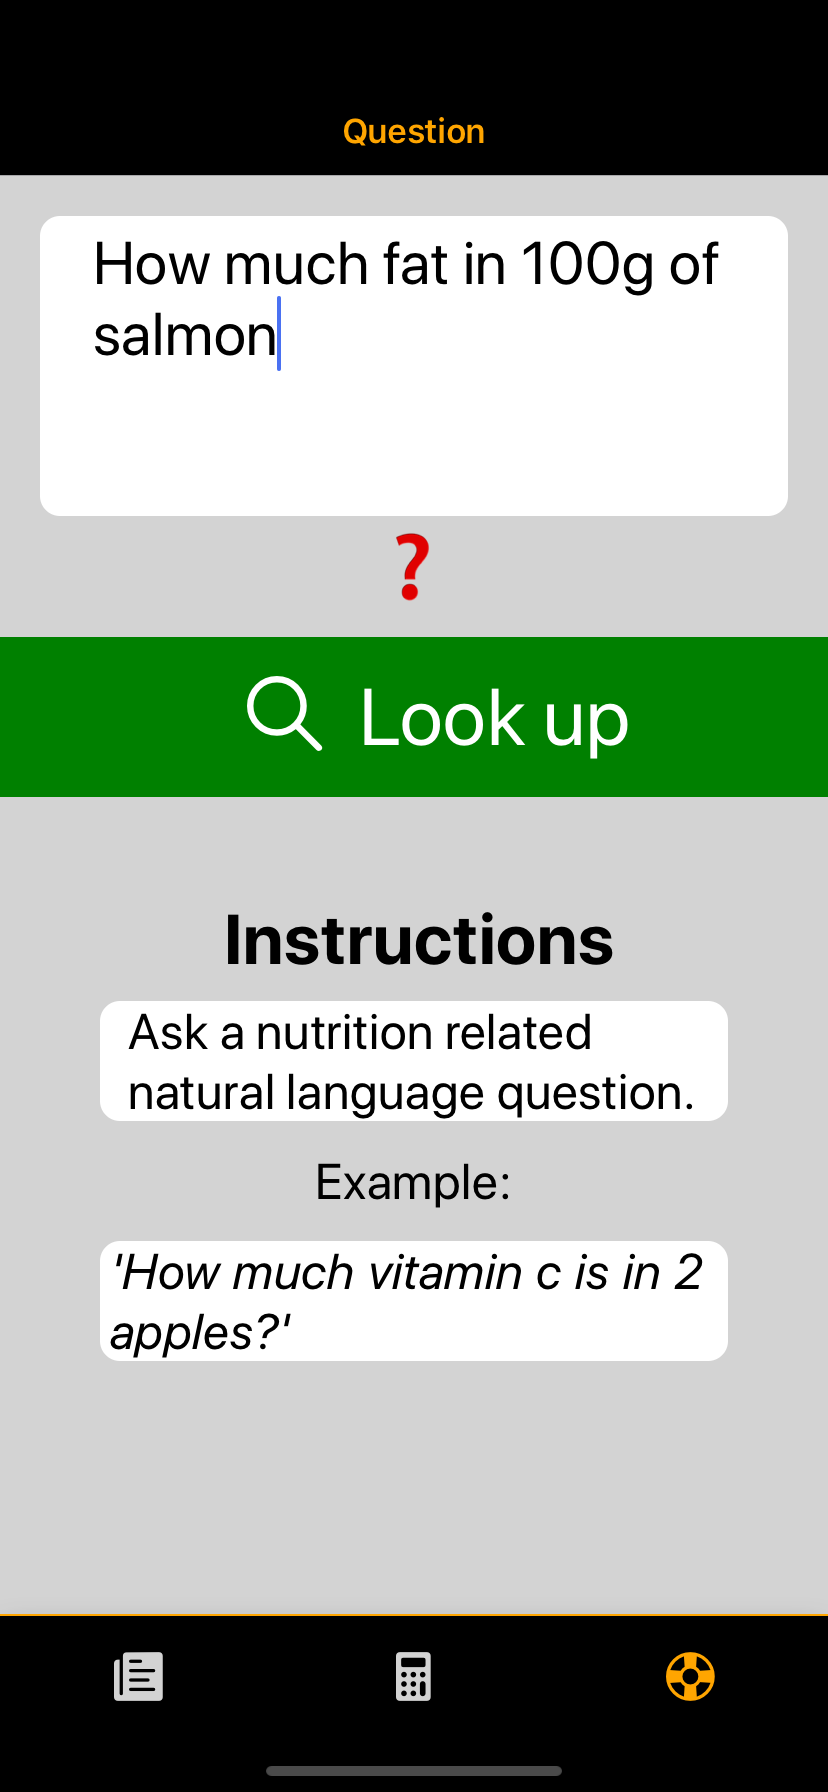 Question
How much fat in 100g of
salmon
?
Look up
Instructions
Ask a nutrition related
natural language question.
Example:
'How much vitamin c is in 2
apples?'